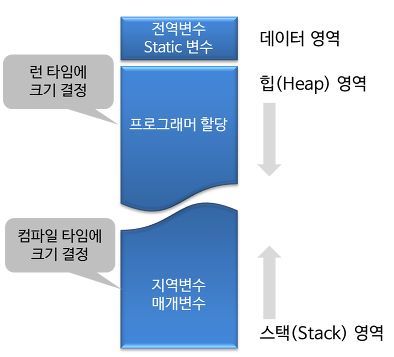 전역변수
Static 변수
데이터 영역
런 타임에
크기 결정
힙(Heap) 영역
프로그래머 할당
컴파일 타임에
크기 결정
지역변수
매개변수
스택(Stack) 영역